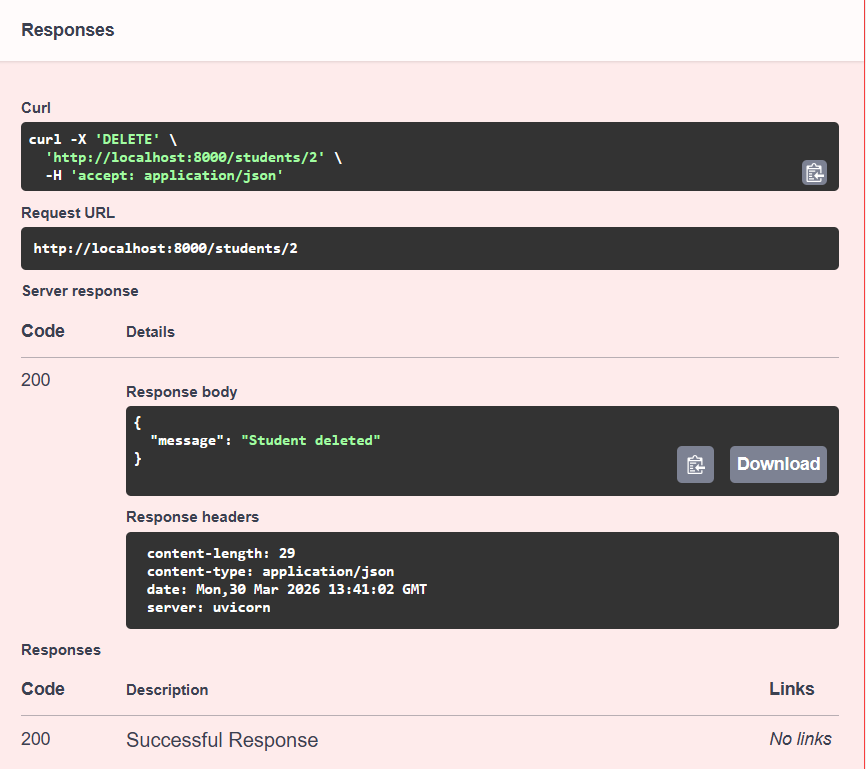 Responses
Curl
curl -X 'DELETE' \
'http://localhost:8000/students/2' \
-H 'accept: application/json'
Request URL
http://localhost:8000/students/2
Server response
Code Details
200
Response body
{
"message": "Student deleted"
}
Download
Response headers
content-length: 29
content-type: application/json
date: Mon,30 Mar 2026 13:41:02 GMT
server: uvicorn
Responses
Code Description Links
200 Successful Response No links